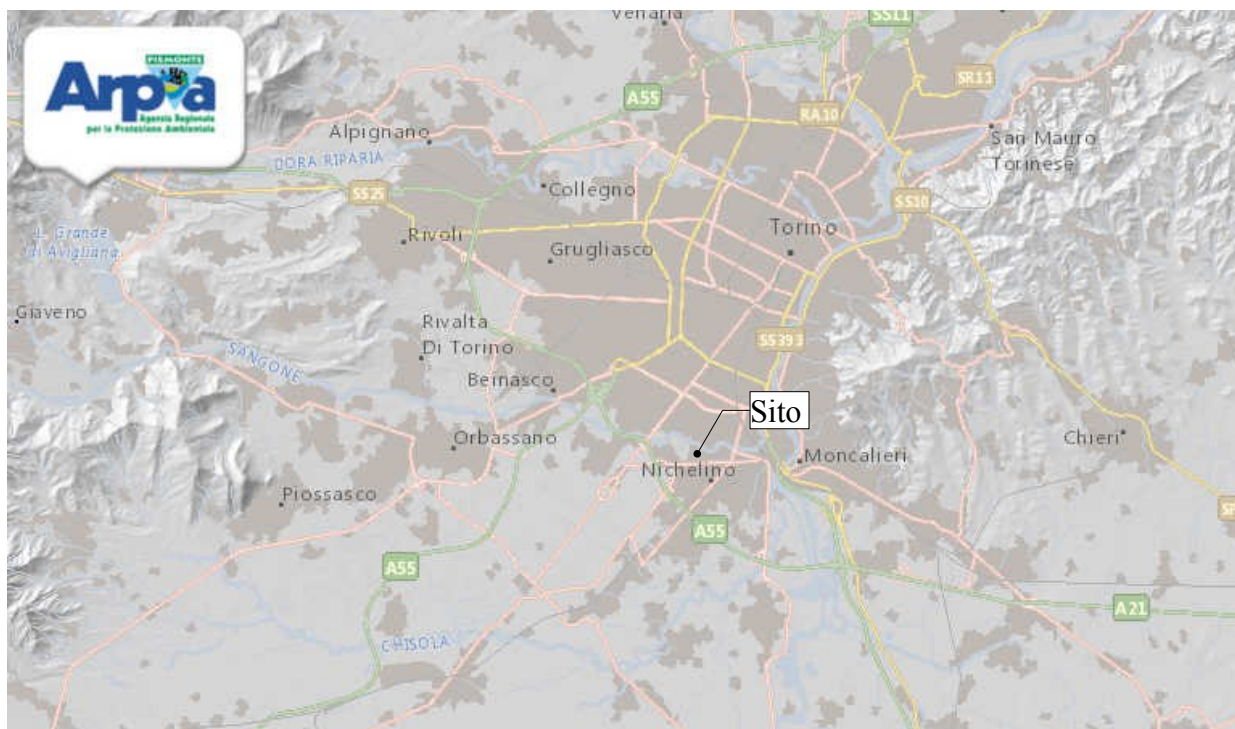 PIEMONTE
Arpa
Agenzia Regionale
per la Protezione Ambientale
Venaria
SS11
SR11
A55
RA10
Alpignano
San Mauro
Torinese
DORA RIPARIA
SS25
Collegno
SS10
Torino
L. Grande
di Avigliana
Rivoli
Grugliasco
Giaveno
Rivalta
Di Torino
SS393
SANGONE
Beinasco
Sito
Orbassano
Chieri
Moncalieri
Nichelino
Piossasco
SP
A55
A55
A21
CHISOLA